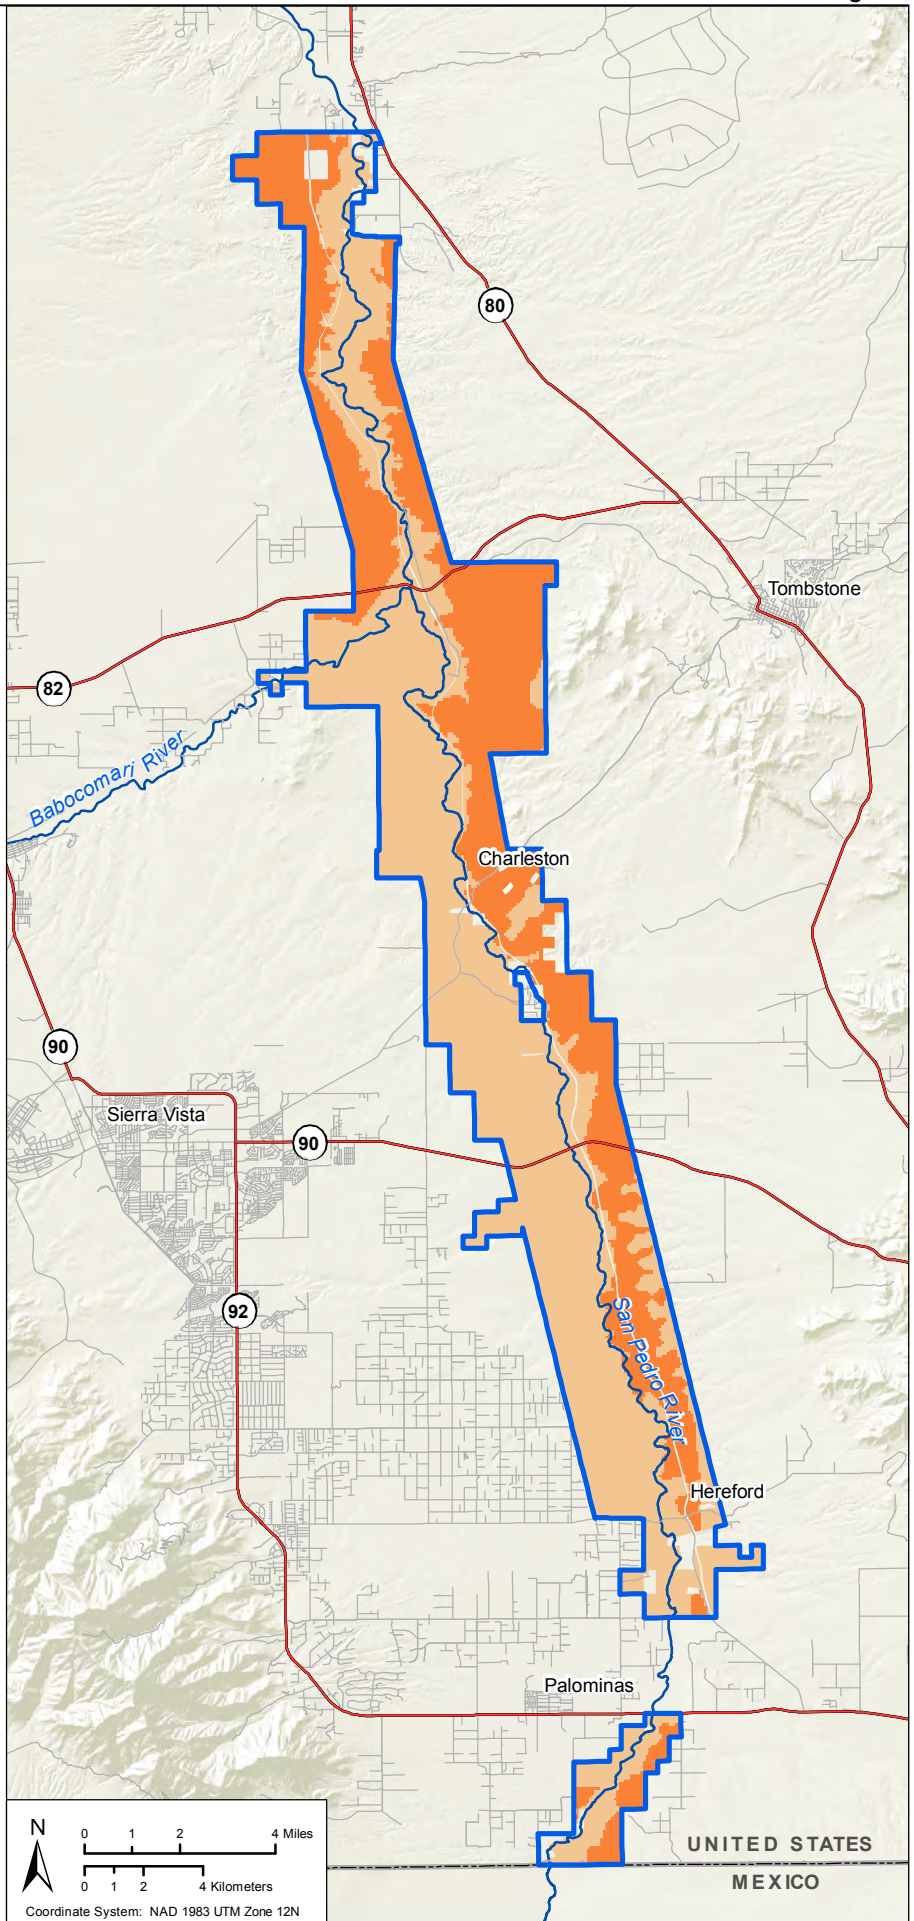 80
Tombstone
82
Babocomari River
Charleston
90
Sierra Vista
90
92
San Pedro River
Hereford
Palominas
N
0 1 2 4 Miles
0 1 2 4 Kilometers
Coordinate System: NAD 1983 UTM Zone 12N
UNITED STATES
MEXICO